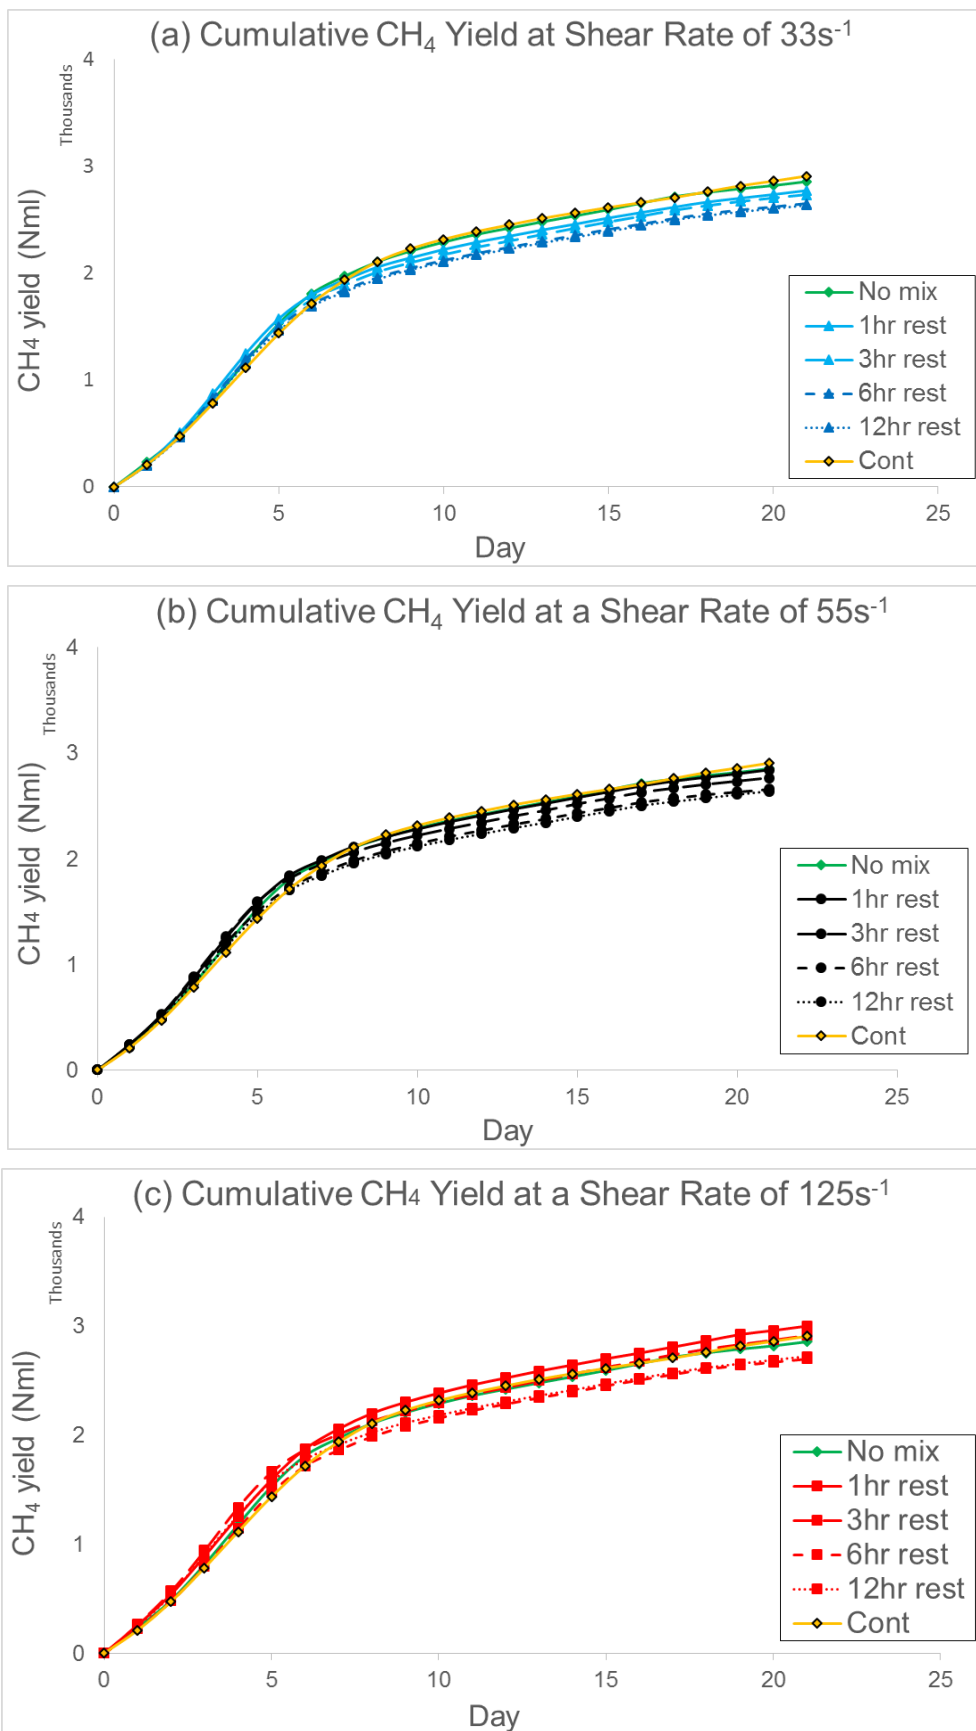 (a) Cumulative CH₄ Yield at Shear Rate of 33s⁻¹
Thousands
CH₄ yield (Nml)
4
3
2
1
0
0 5 10 15 20 25
Day
No mix
1hr rest
3hr rest
6hr rest
12hr rest
Cont
(b) Cumulative CH₄ Yield at a Shear Rate of 55s⁻¹
Thousands
CH₄ yield (Nml)
4
3
2
1
0
0 5 10 15 20 25
Day
No mix
1hr rest
3hr rest
6hr rest
12hr rest
Cont
(c) Cumulative CH₄ Yield at a Shear Rate of 125s⁻¹
Thousands
CH₄ yield (Nml)
4
3
2
1
0
0 5 10 15 20 25
Day
No mix
1hr rest
3hr rest
6hr rest
12hr rest
Cont